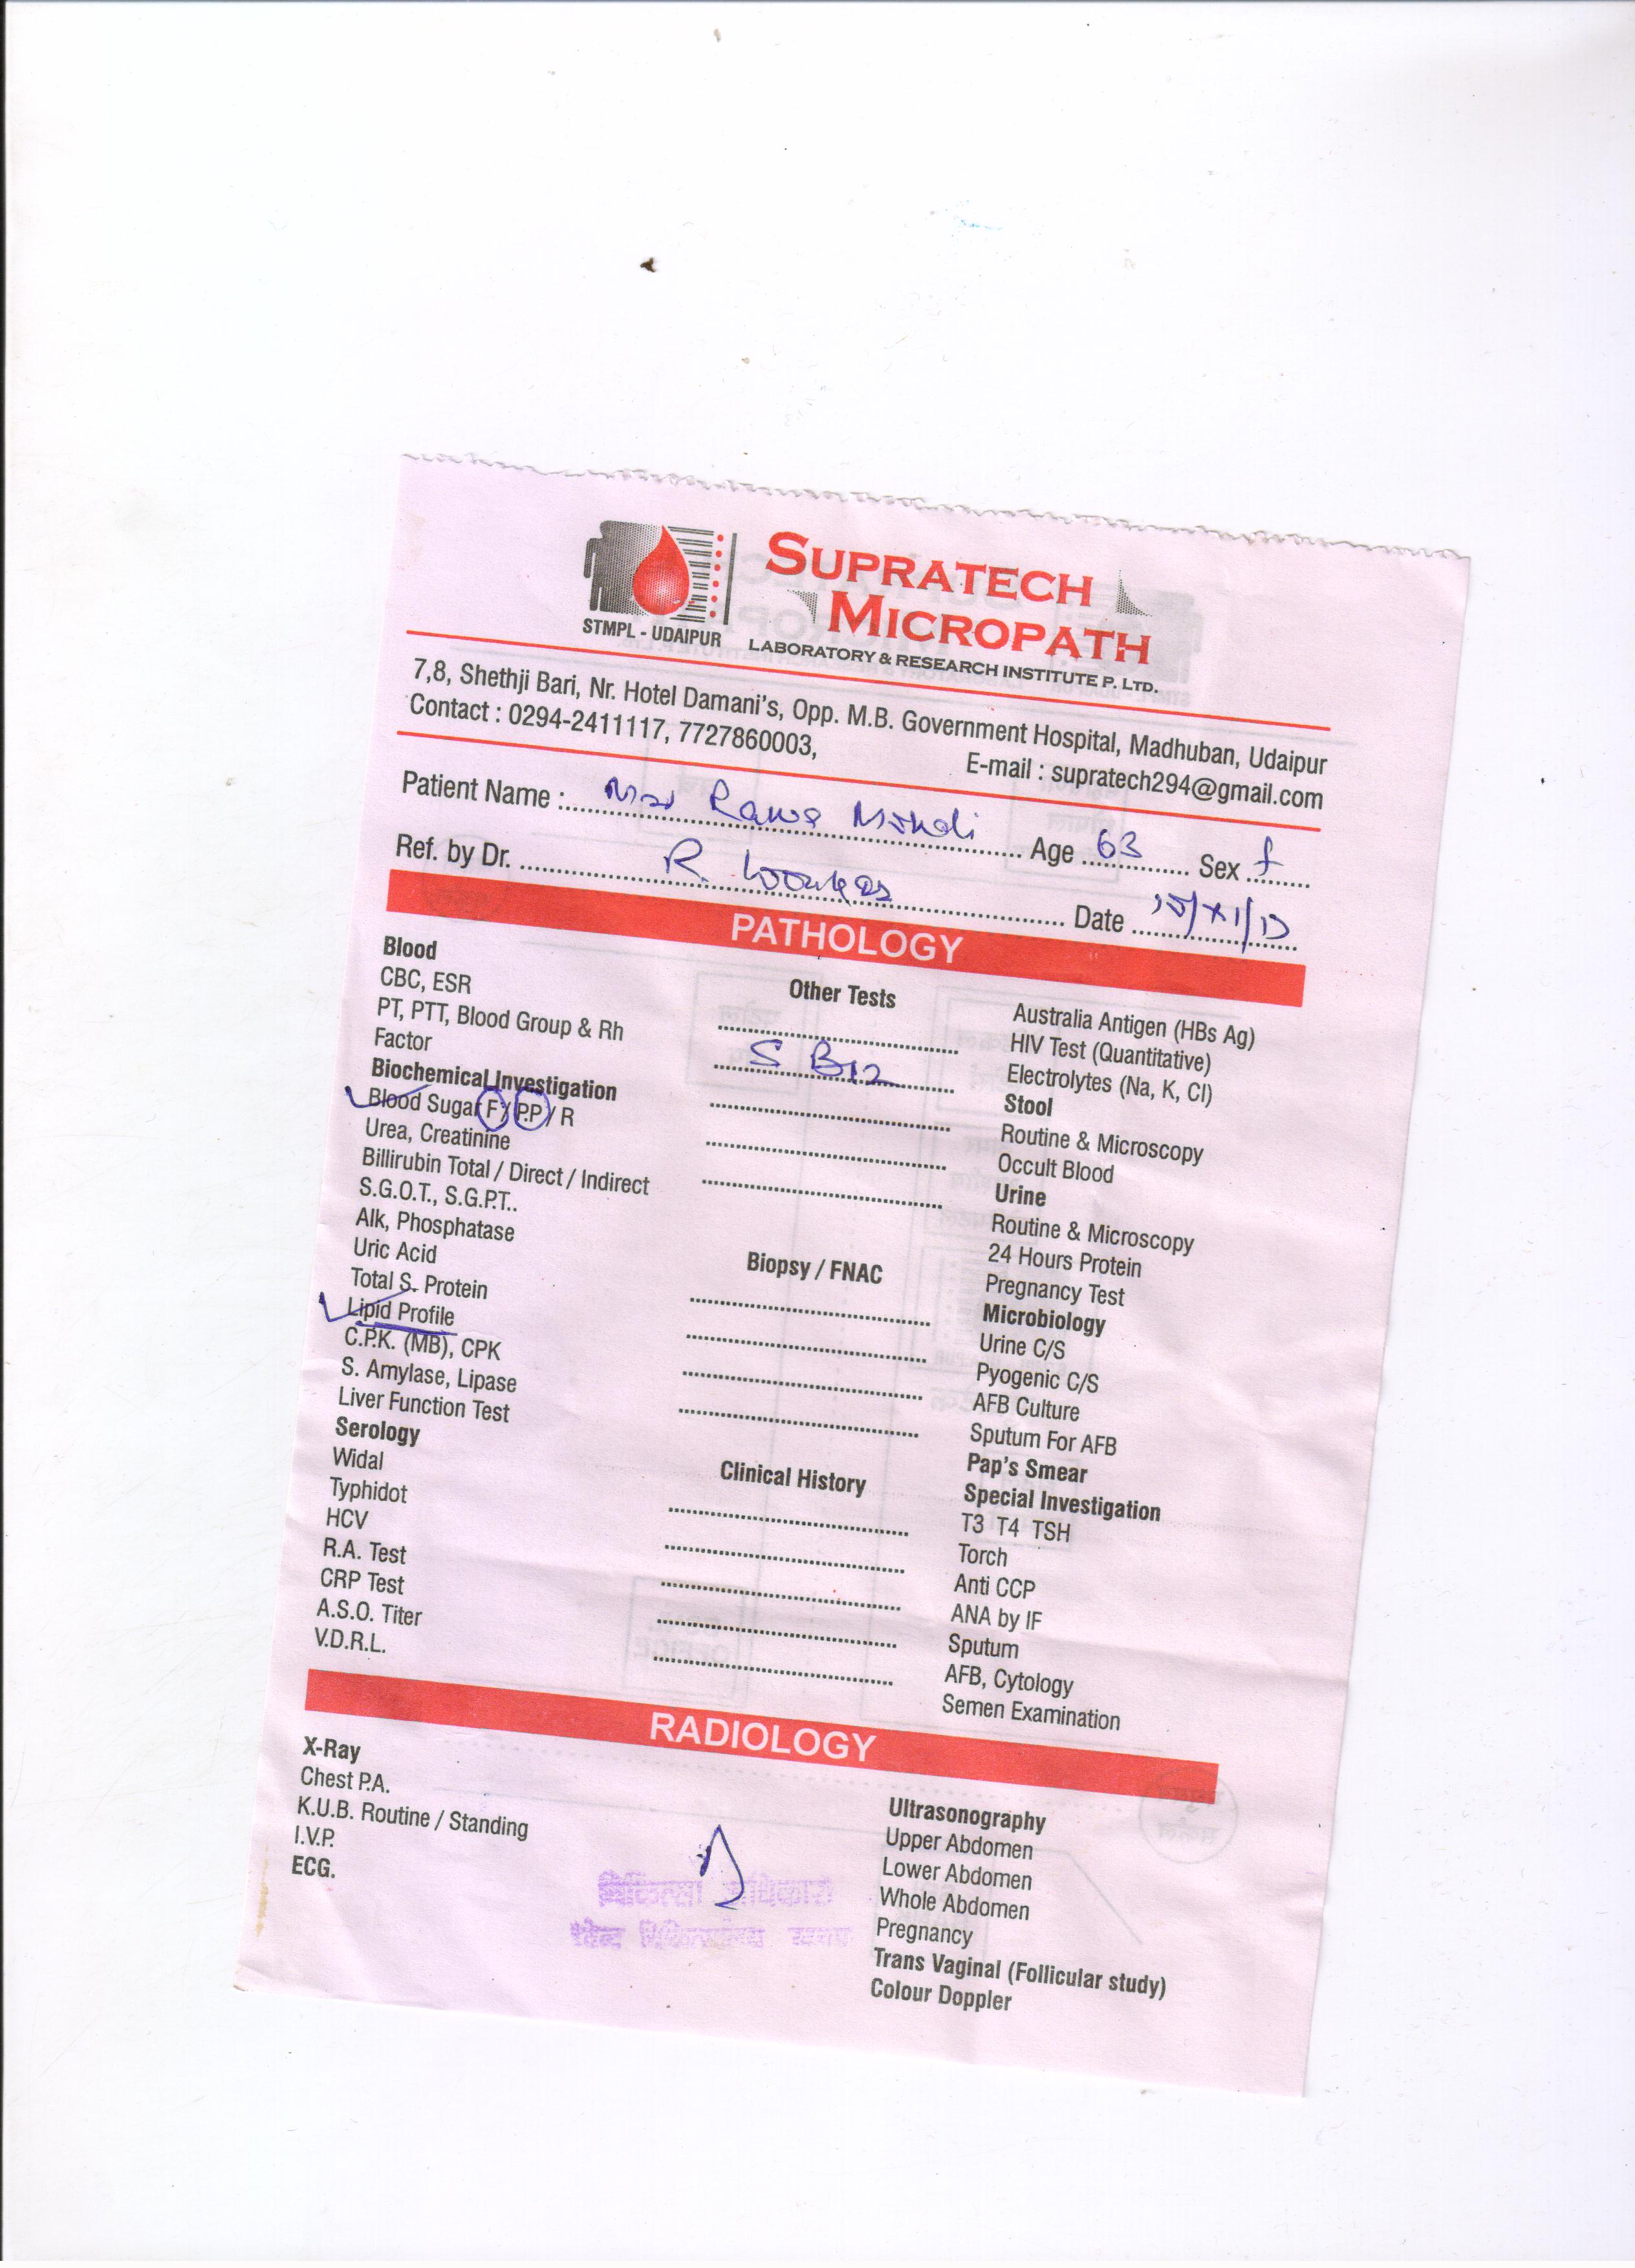 SUPRATECH
MICROPATH
LABORATORY & RESEARCH INSTITUTE P. LTD.
STMPL - UDAIPUR
7,8, Shethji Bari, Nr. Hotel Damani's, Opp. M.B. Government Hospital, Madhuban, Udaipur
Contact : 0294-2411117, 7727860003,
E-mail : supratech294@gmail.com
Patient Name : Age 63 Sex f
Ref. by Dr. R. Date
PATHOLOGY
Blood
CBC, ESR
PT, PTT, Blood Group & Rh
Factor
Biochemical Investigation
Blood Sugar F / P.P / R
Urea, Creatinine
Billirubin Total / Direct / Indirect
S.G.O.T., S.G.P.T..
Alk, Phosphatase
Uric Acid
Total S. Protein
Lipid Profile
C.P.K. (MB), CPK
S. Amylase, Lipase
Liver Function Test
Serology
Widal
Typhidot
HCV
R.A. Test
CRP Test
A.S.O. Titer
V.D.R.L.
Other Tests
S B12
Biopsy / FNAC
Clinical History
Australia Antigen (HBs Ag)
HIV Test (Quantitative)
Electrolytes (Na, K, Cl)
Stool
Routine & Microscopy
Occult Blood
Urine
Routine & Microscopy
24 Hours Protein
Pregnancy Test
Microbiology
Urine C/S
Pyogenic C/S
AFB Culture
Sputum For AFB
Pap's Smear
Special Investigation
T3 T4 TSH
Torch
Anti CCP
ANA by IF
Sputum
AFB, Cytology
Semen Examination
RADIOLOGY
X-Ray
Chest P.A.
K.U.B. Routine / Standing
I.V.P.
ECG.
चिकित्सा अधिकारी
Ultrasonography
Upper Abdomen
Lower Abdomen
Whole Abdomen
Pregnancy
Trans Vaginal (Follicular study)
Colour Doppler